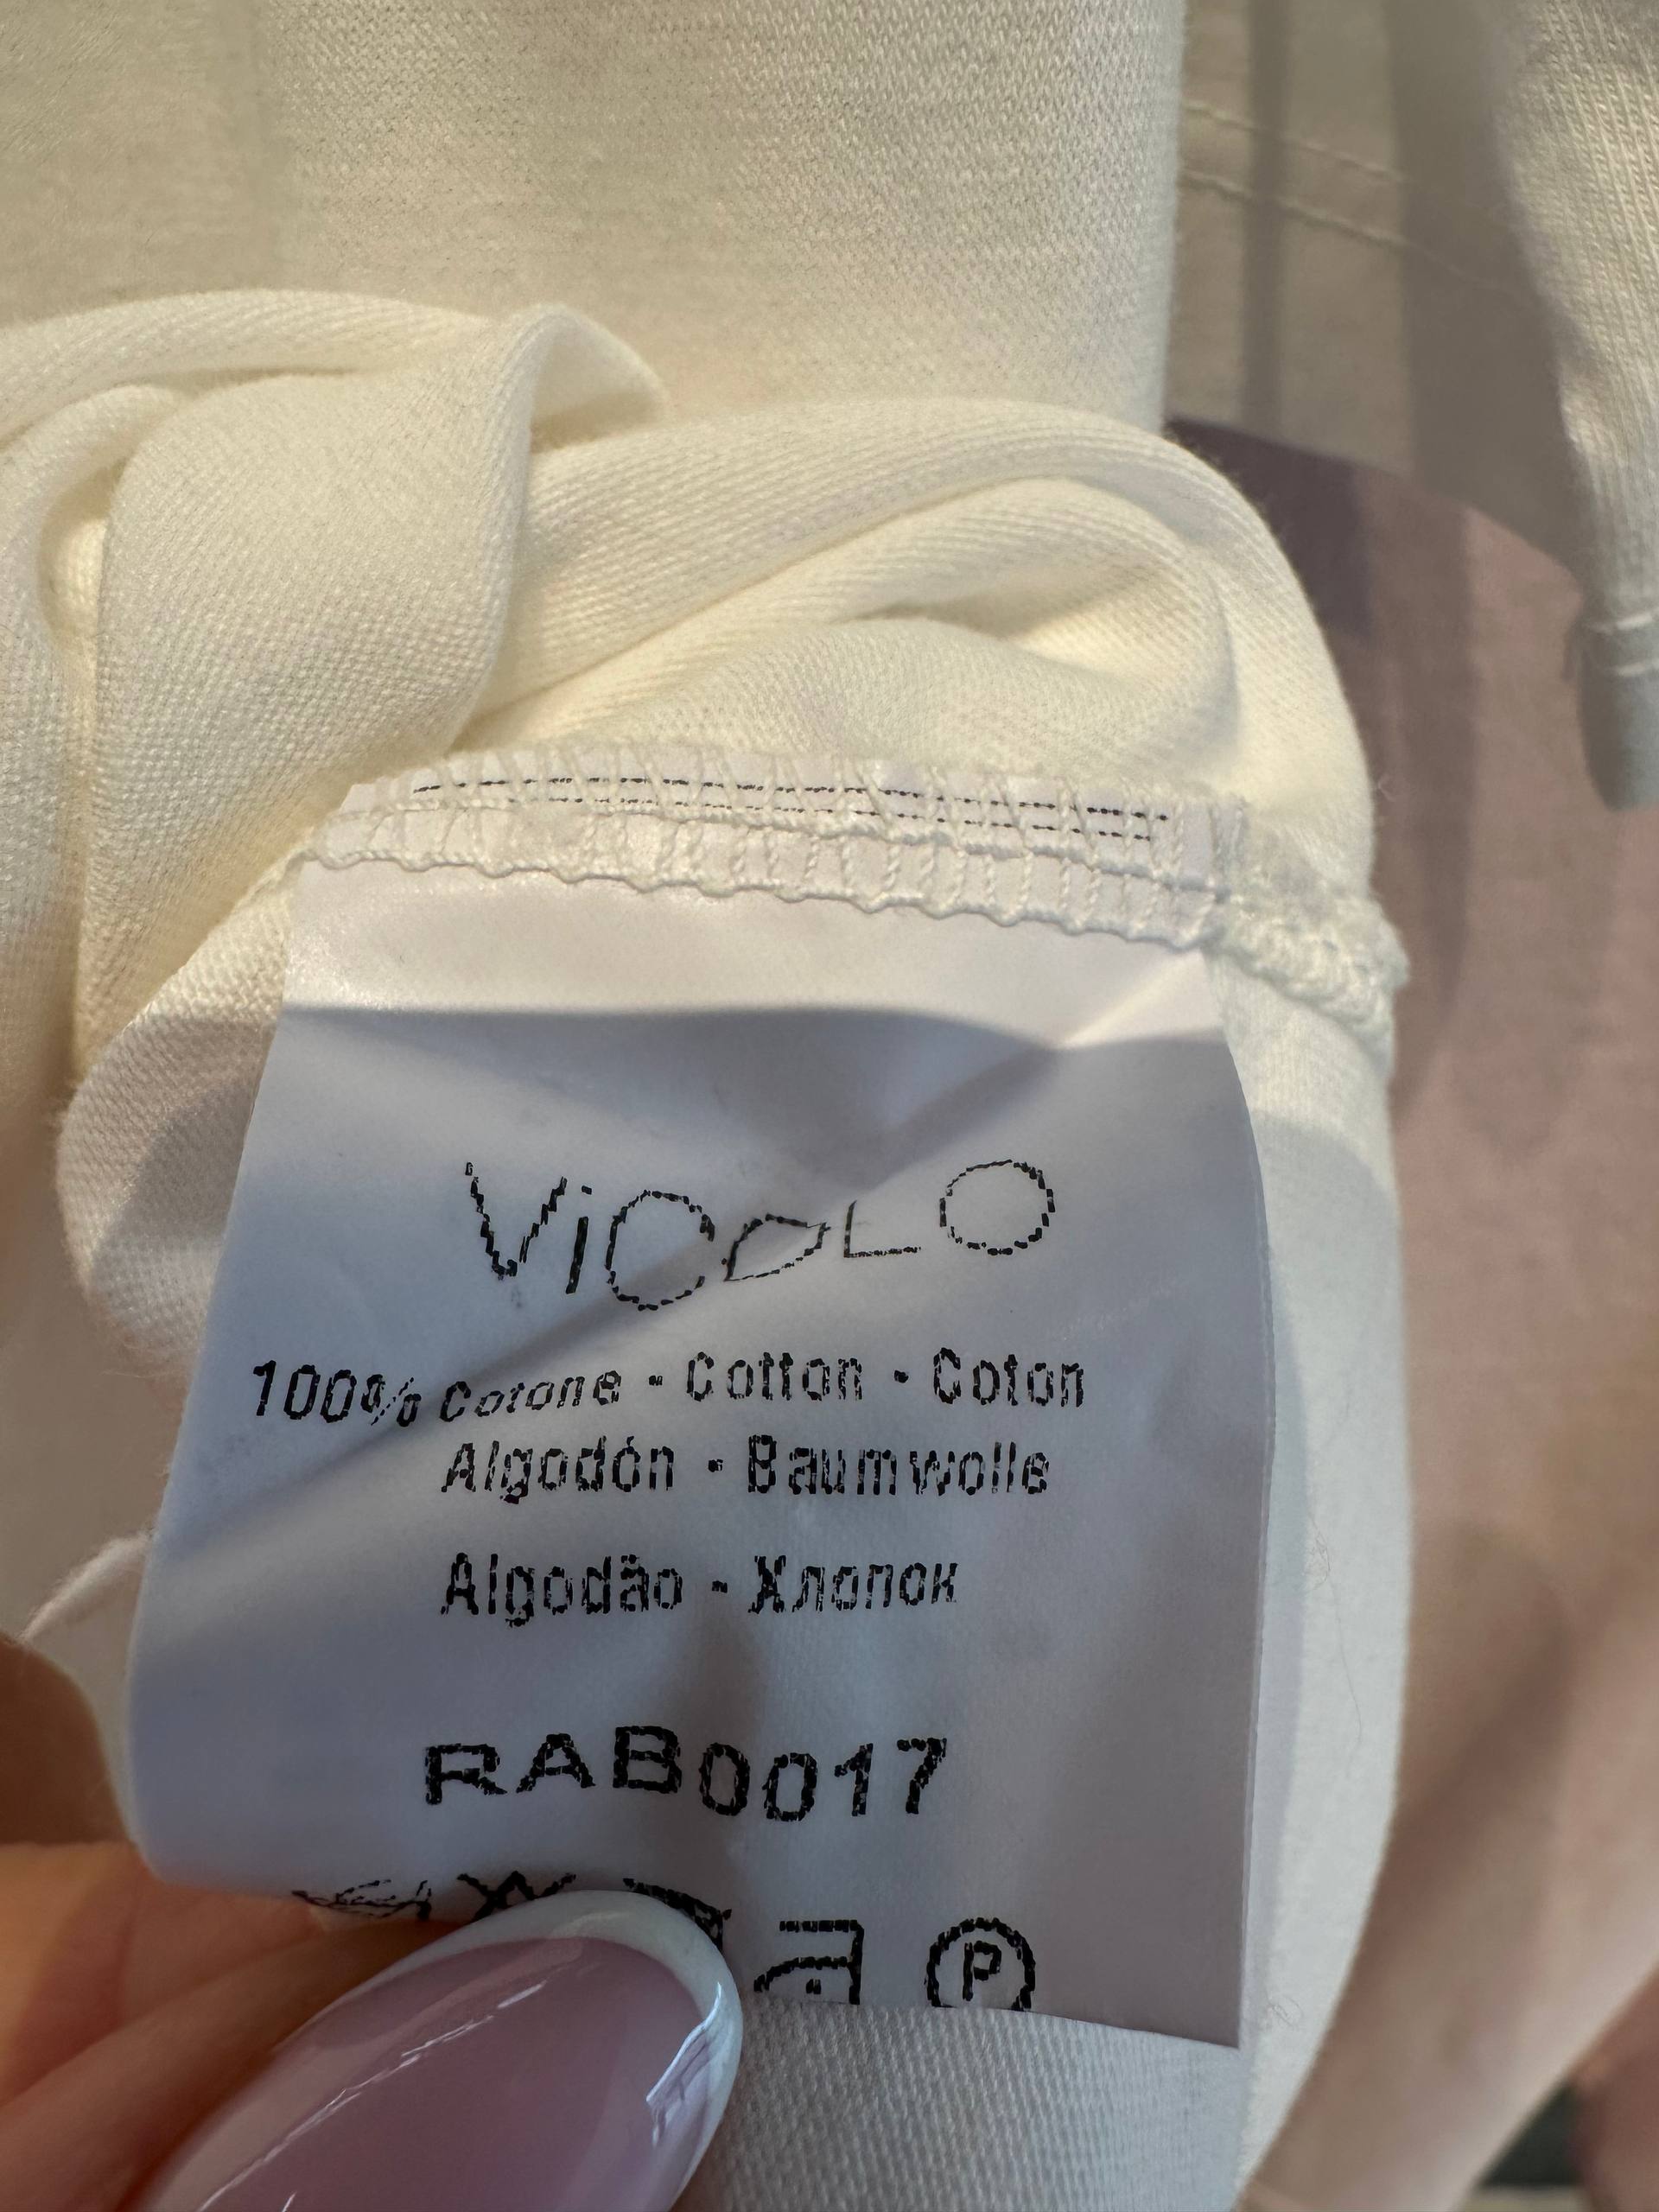 ViCOLO
100% Cotone - Cotton - Coton
Algodón - Baumwolle
Algodão - Хлопок
RAB0017
P